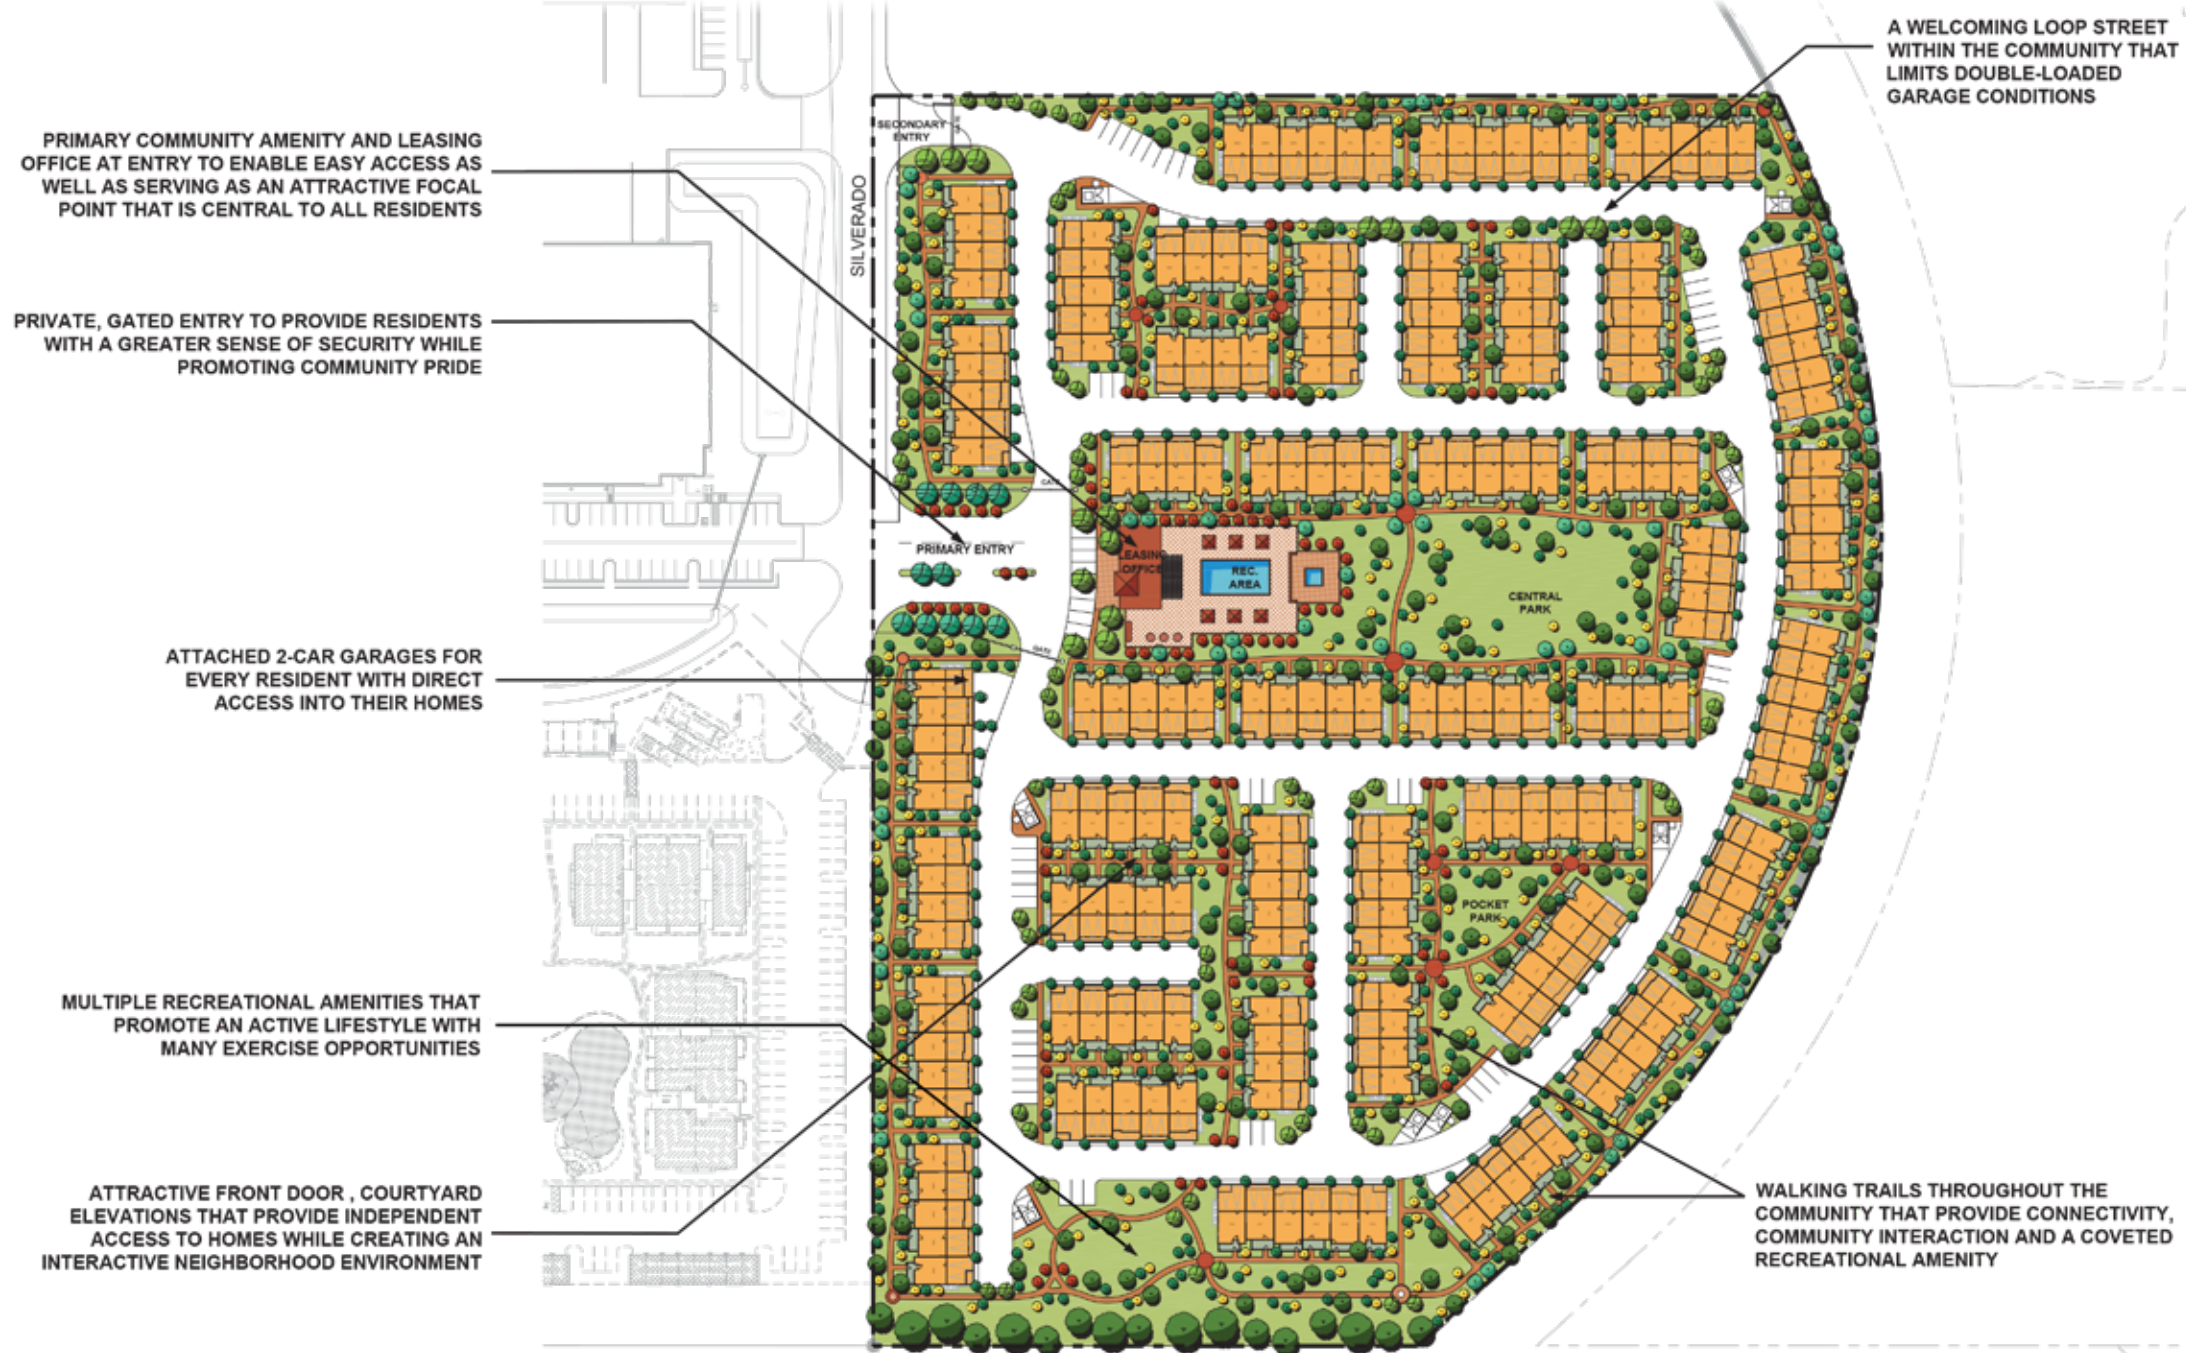 A WELCOMING LOOP STREET
WITHIN THE COMMUNITY THAT
LIMITS DOUBLE-LOADED
GARAGE CONDITIONS
PRIMARY COMMUNITY AMENITY AND LEASING
OFFICE AT ENTRY TO ENABLE EASY ACCESS AS
WELL AS SERVING AS AN ATTRACTIVE FOCAL
POINT THAT IS CENTRAL TO ALL RESIDENTS
SECONDARY
ENTRY
SILVERADO
PRIVATE, GATED ENTRY TO PROVIDE RESIDENTS
WITH A GREATER SENSE OF SECURITY WHILE
PROMOTING COMMUNITY PRIDE
GATE
PRIMARY ENTRY
LEASING
OFFICE
REC.
AREA
CENTRAL
PARK
GATE
ATTACHED 2-CAR GARAGES FOR
EVERY RESIDENT WITH DIRECT
ACCESS INTO THEIR HOMES
POCKET
PARK
MULTIPLE RECREATIONAL AMENITIES THAT
PROMOTE AN ACTIVE LIFESTYLE WITH
MANY EXERCISE OPPORTUNITIES
ATTRACTIVE FRONT DOOR , COURTYARD
ELEVATIONS THAT PROVIDE INDEPENDENT
ACCESS TO HOMES WHILE CREATING AN
INTERACTIVE NEIGHBORHOOD ENVIRONMENT
WALKING TRAILS THROUGHOUT THE
COMMUNITY THAT PROVIDE CONNECTIVITY,
COMMUNITY INTERACTION AND A COVETED
RECREATIONAL AMENITY